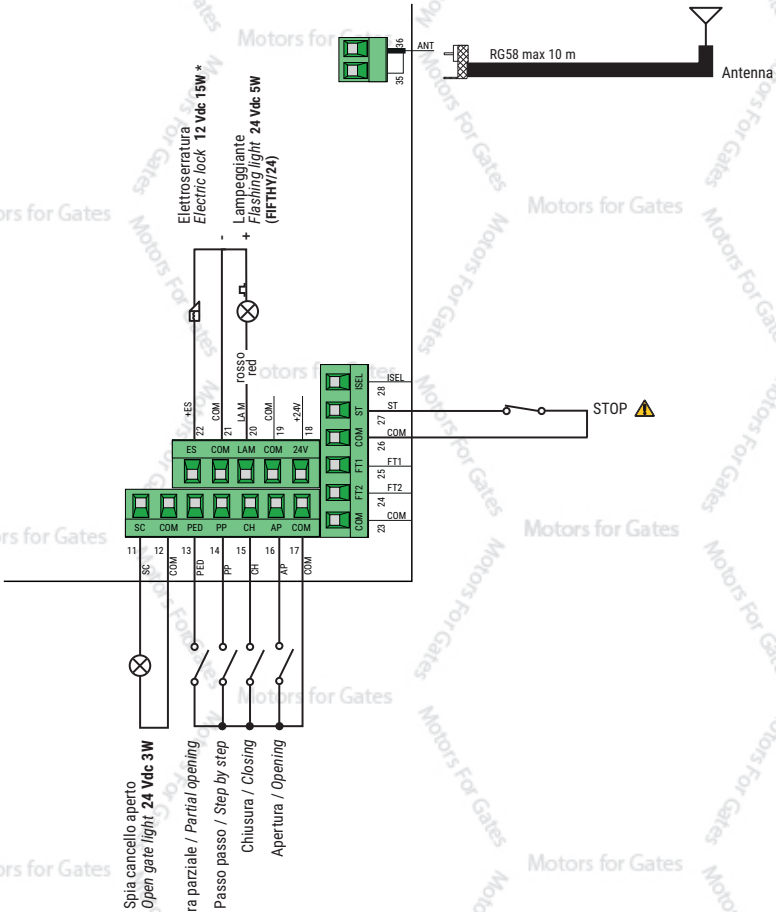 36
ANT
35
RG58 max 10 m
Antenna
Elettroserratura
Electric lock 12 Vdc 15W *
-
+
Lampeggiante
Flashing light 24 Vdc 5W
(FIFTHY/24)
rosso
red
+ES
22
COM
21
LAM
20
COM
19
+24V
18
ES COM LAM COM 24V
SC COM PED PP CH AP COM
11 12 13 14 15 16 17
SC
COM
PED
PP
CH
AP
COM
ISEL
ST
COM
FT1
FT2
COM
ISEL
28
ST
27
COM
26
FT1
25
FT2
24
COM
23
STOP
Spia cancello aperto
Open gate light 24 Vdc 3W
ra parziale / Partial opening
Passo passo / Step by step
Chiusura / Closing
Apertura / Opening
Motors for Gates